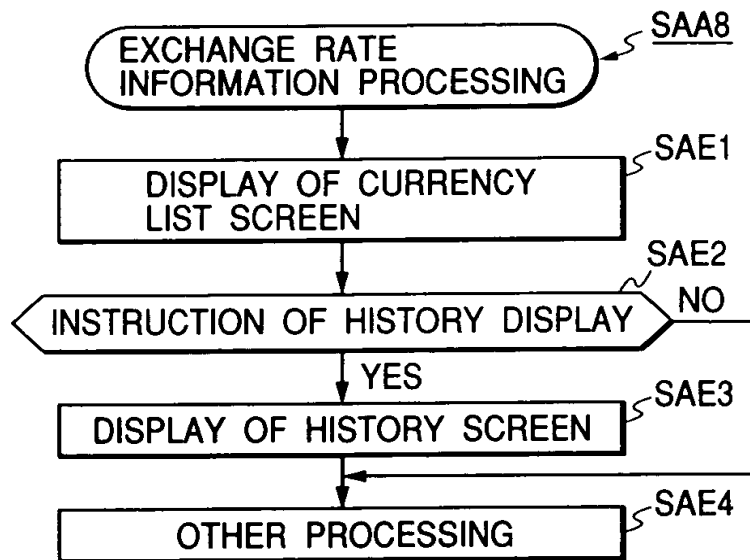 EXCHANGE RATE
INFORMATION PROCESSING
SAA8
SAE1
DISPLAY OF CURRENCY
LIST SCREEN
SAE2
INSTRUCTION OF HISTORY DISPLAY
NO
YES
SAE3
DISPLAY OF HISTORY SCREEN
SAE4
OTHER PROCESSING